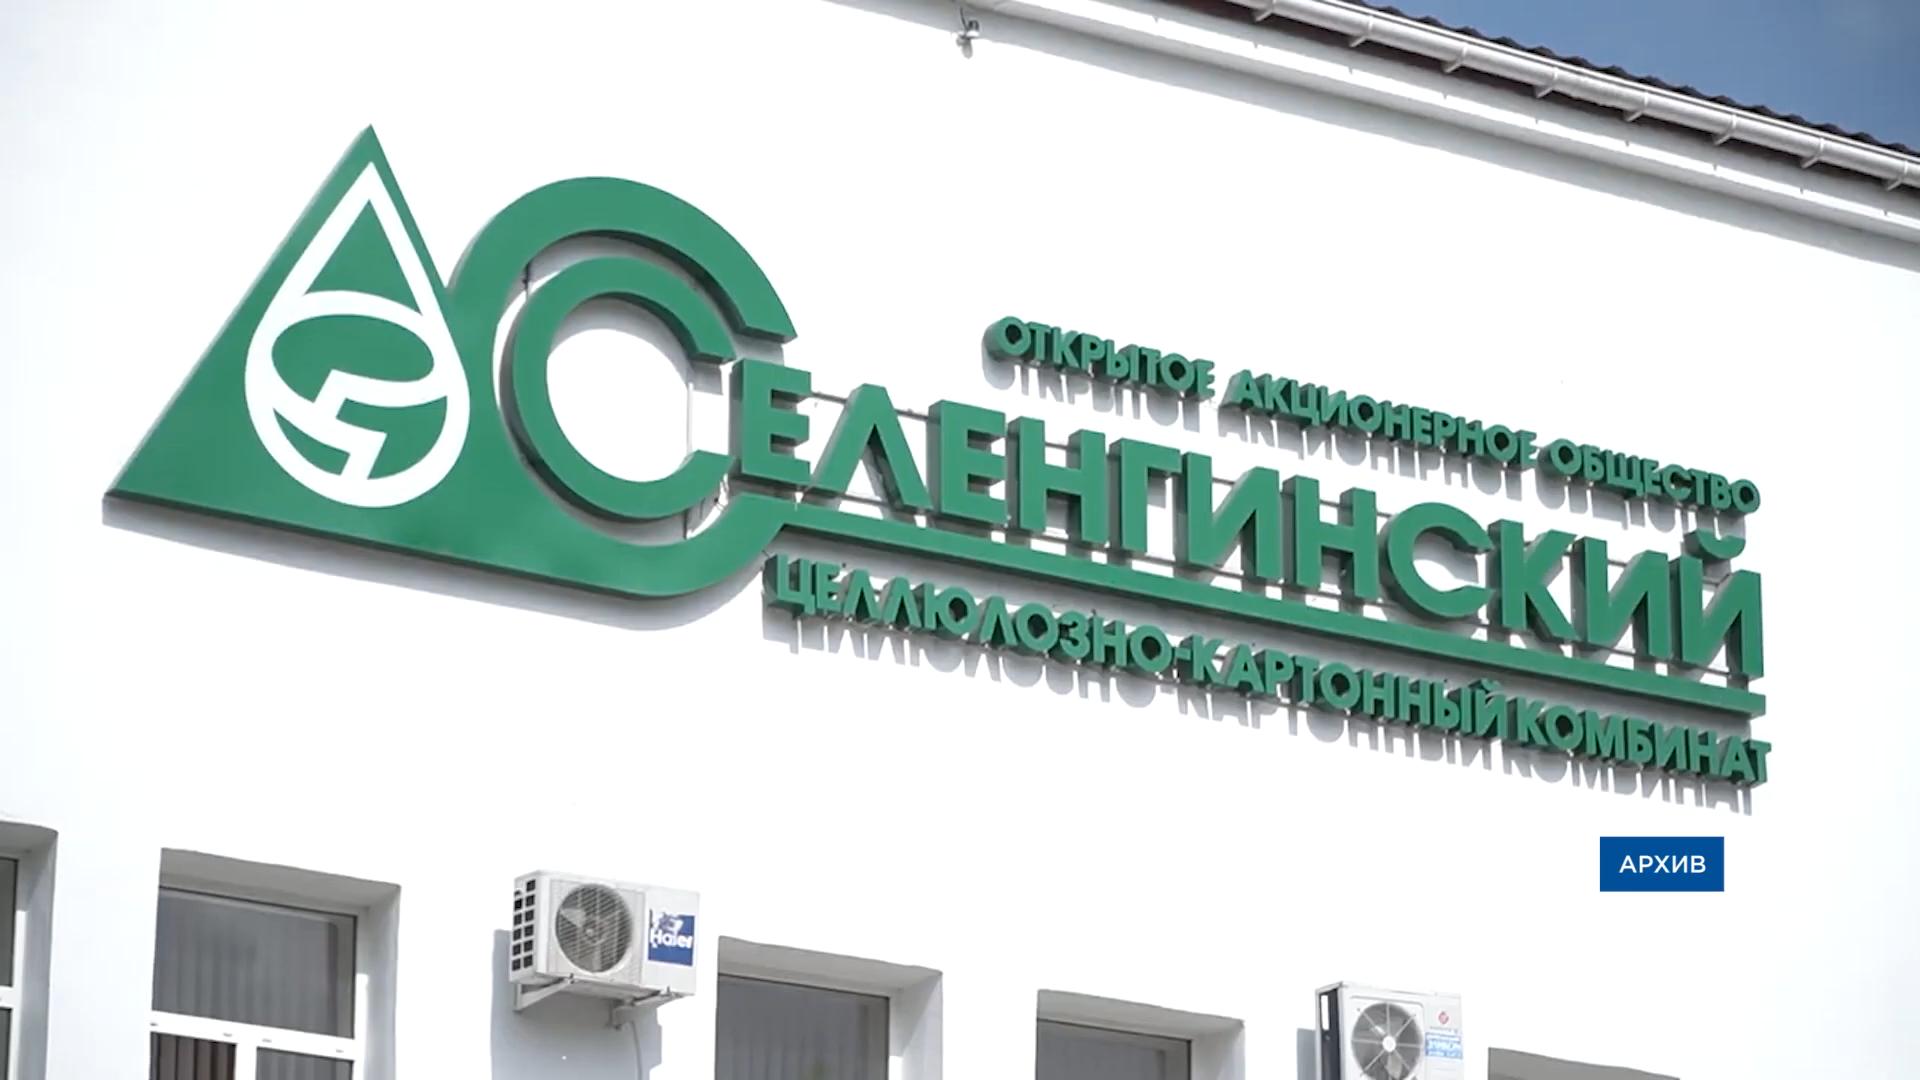 ОТКРЫТОЕ АКЦИОНЕРНОЕ ОБЩЕСТВО
СЕЛЕНГИНСКИЙ
ЦЕЛЛЮЛОЗНО-КАРТОННЫЙ КОМБИНАТ
АРХИВ
Haier